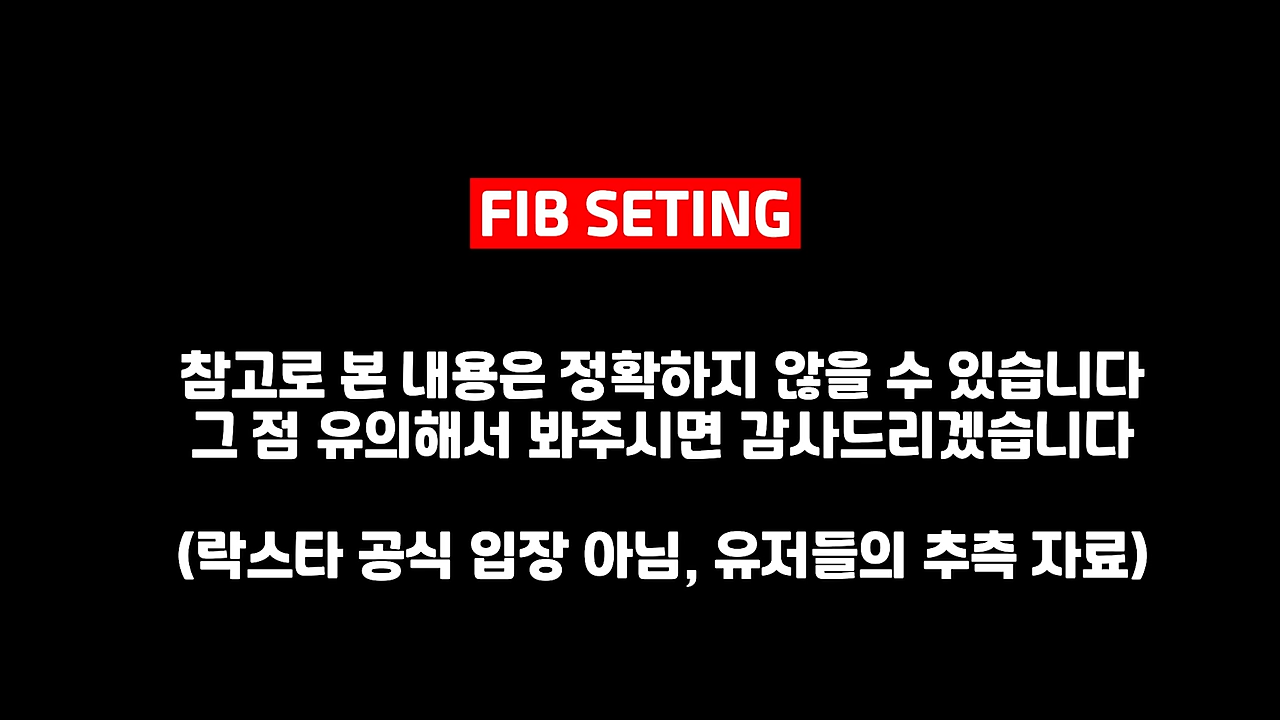 FIB SETING
참고로 본 내용은 정확하지 않을 수 있습니다
그 점 유의해서 봐주시면 감사드리겠습니다
(락스타 공식 입장 아님, 유저들의 추측 자료)